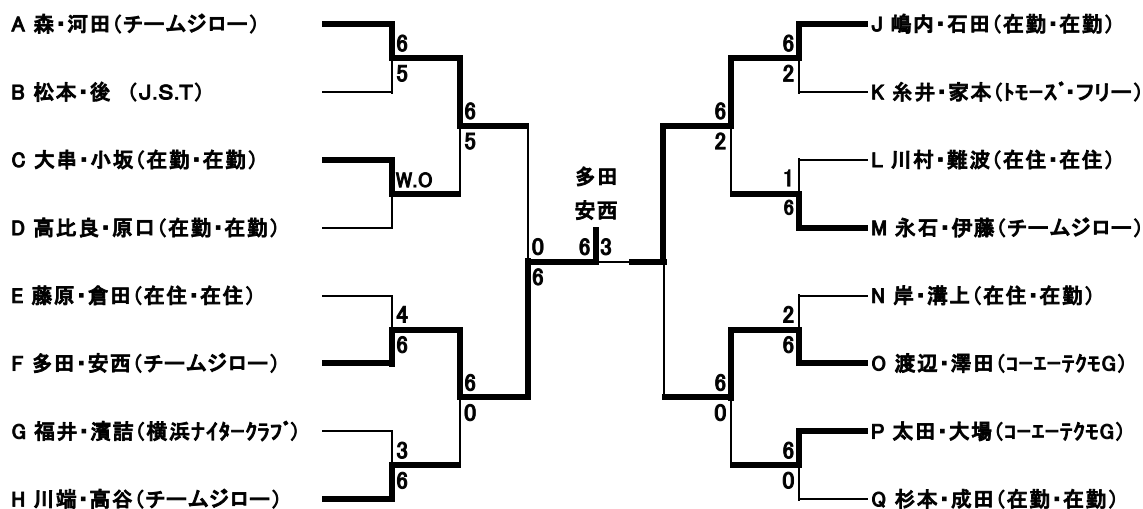 A 森・河田(チームジロー)
6
5
B 松本・後 (J.S.T)
6
5
C 大串・小坂(在勤・在勤)
W.O
D 高比良・原口(在勤・在勤)
0
6
E 藤原・倉田(在住・在住)
4
6
F 多田・安西(チームジロー)
6
0
G 福井・濱詰(横浜ナイタークラブ)
3
6
H 川端・高谷(チームジロー)
多田
安西
6 3
J 嶋内・石田(在勤・在勤)
6
2
K 糸井・家本(トモーズ・フリー)
6
2
L 川村・難波(在住・在住)
1
6
M 永石・伊藤(チームジロー)
N 岸・溝上(在住・在勤)
2
6
O 渡辺・澤田(コーエーテクモG)
6
0
P 太田・大場(コーエーテクモG)
6
0
Q 杉本・成田(在勤・在勤)